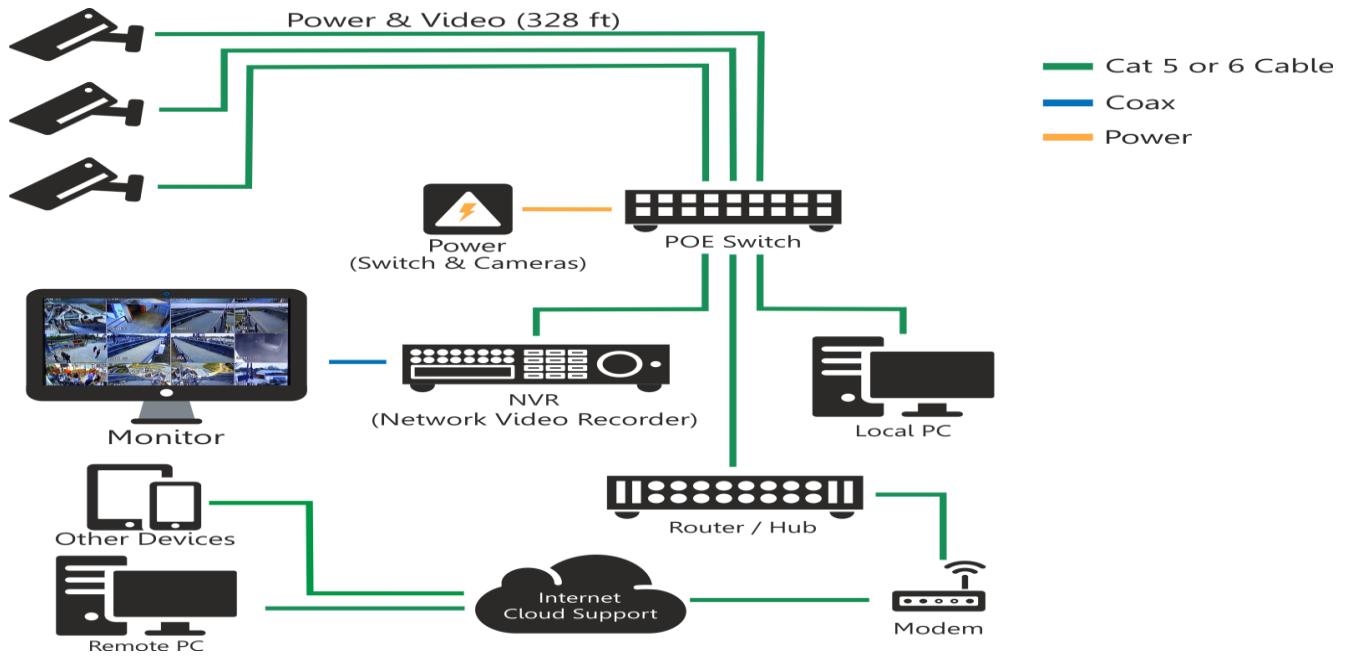 Power & Video (328 ft)
Cat 5 or 6 Cable
Coax
Power
POE Switch
Power
(Switch & Cameras)
NVR
(Network Video Recorder)
Monitor
Local PC
Router / Hub
Other Devices
Internet
Cloud Support
Modem
Remote PC